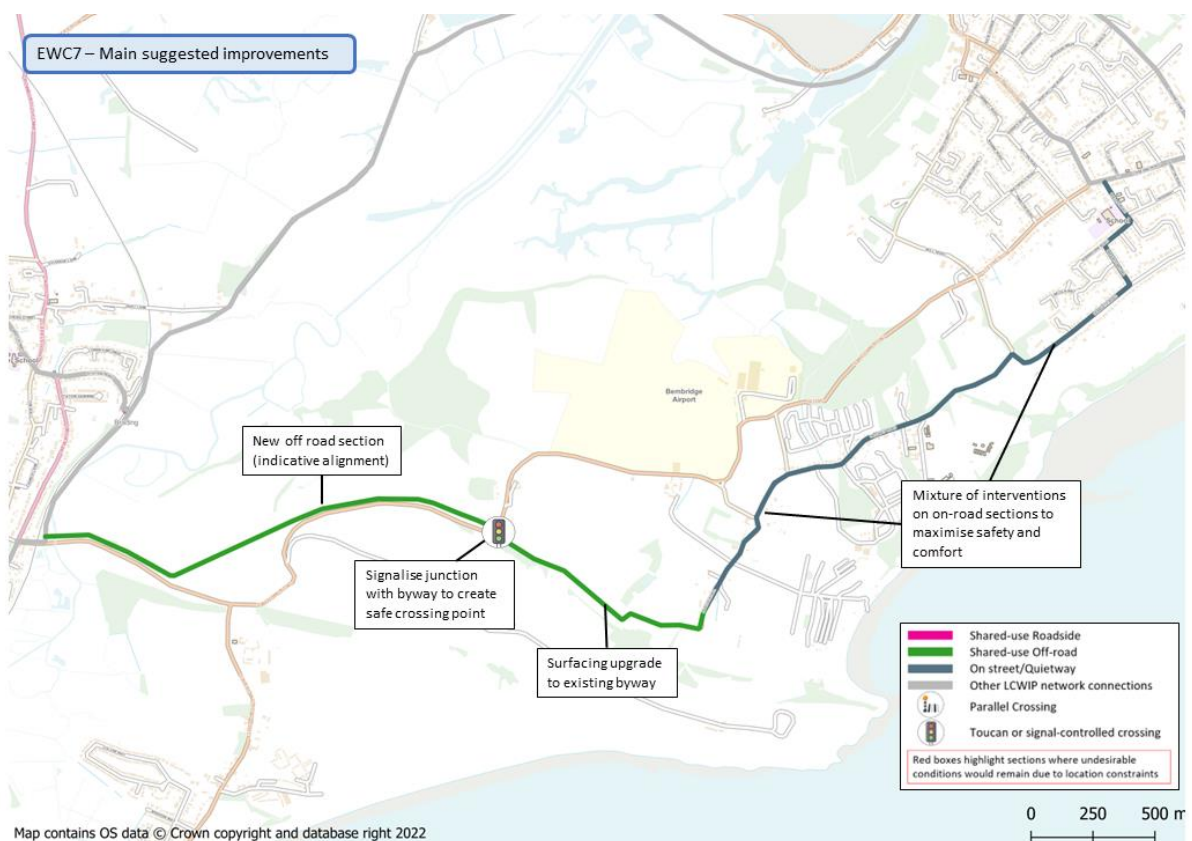 EWC7 – Main suggested improvements
School
Bembridge
Airport
Brading
New off road section
(indicative alignment)
Signalise junction
with byway to create
safe crossing point
Surfacing upgrade
to existing byway
Mixture of interventions
on on-road sections to
maximise safety and
comfort
Shared-use Roadside
Shared-use Off-road
On street/Quietway
Other LCWIP network connections
Parallel Crossing
Toucan or signal-controlled crossing
Red boxes highlight sections where undesirable
conditions would remain due to location constraints
0 250 500 m
Map contains OS data © Crown copyright and database right 2022